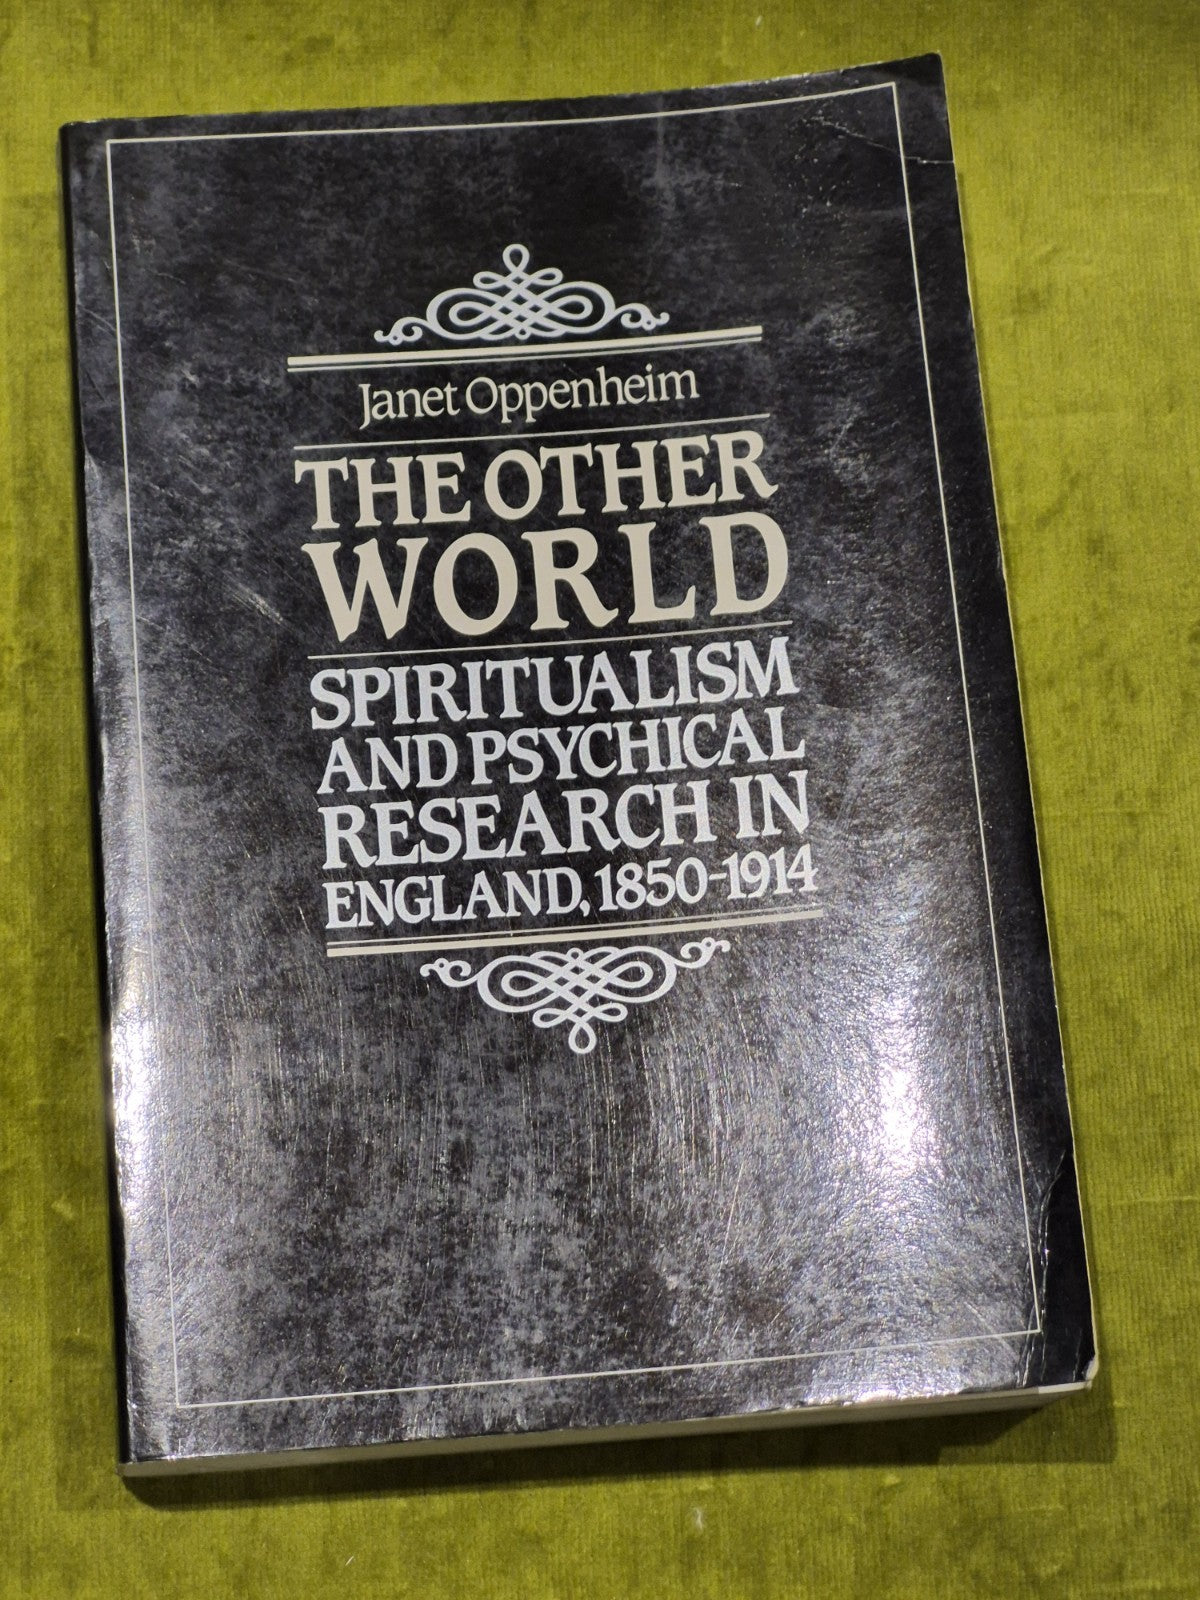 Janet Oppenheim
THE OTHER
WORLD
SPIRITUALISM
AND PSYCHICAL
RESEARCH IN
ENGLAND, 1850-1914